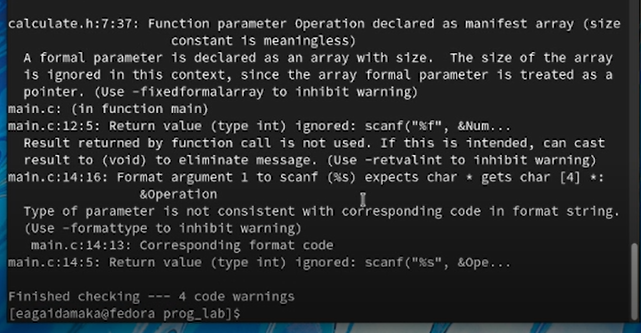 calculate.h:7:37: Function parameter Operation declared as manifest array (size
constant is meaningless)
A formal parameter is declared as an array with size. The size of the array
is ignored in this context, since the array formal parameter is treated as a
pointer. (Use -fixedformalarray to inhibit warning)
main.c: (in function main)
main.c:12:5: Return value (type int) ignored: scanf("%f", &Num...
Result returned by function call is not used. If this is intended, can cast
result to (void) to eliminate message. (Use -retvalint to inhibit warning)
main.c:14:16: Format argument 1 to scanf (%s) expects char * gets char [4] *:
&Operation
Type of parameter is not consistent with corresponding code in format string.
(Use -formattype to inhibit warning)
main.c:14:13: Corresponding format code
main.c:14:5: Return value (type int) ignored: scanf("%s", &Ope...
Finished checking --- 4 code warnings
[eagaidamaka@fedora prog_lab]$